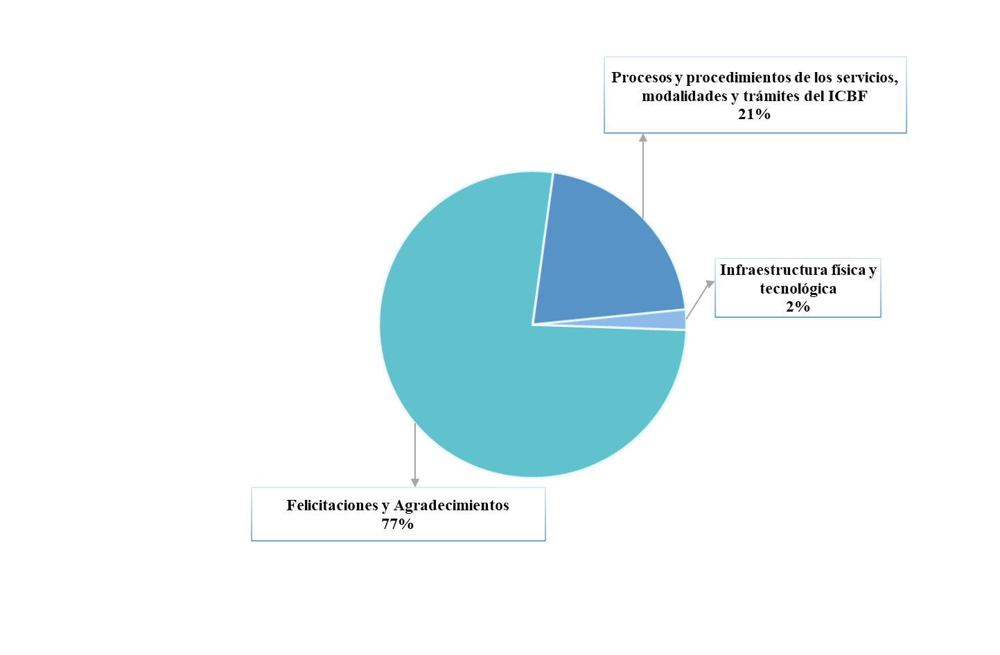 Procesos y procedimientos de los servicios,
modalidades y trámites del ICBF
21%
Infraestructura física y
tecnológica
2%
Felicitaciones y Agradecimientos
77%